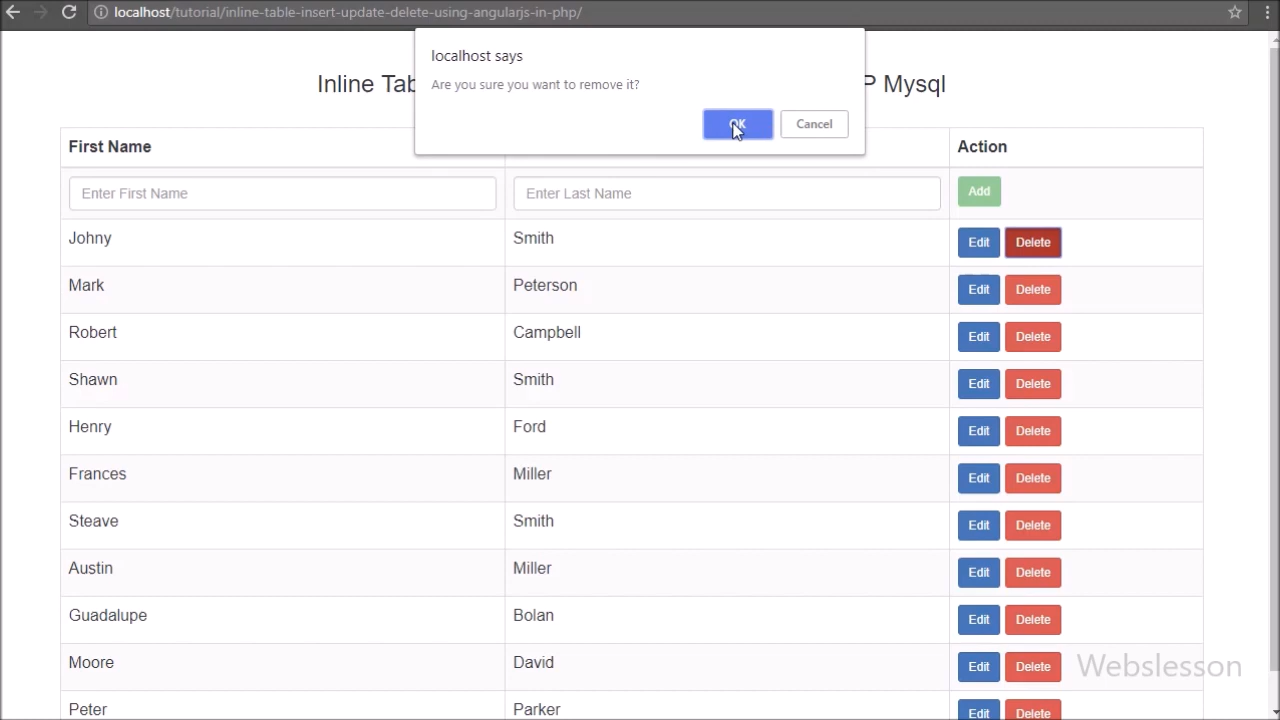 localhost/tutorial/inline-table-insert-update-delete-using-angularjs-in-php/
localhost says
Are you sure you want to remove it?
OK Cancel
Inline P Mysql
First Name Action
Enter First Name Enter Last Name Add
Johny Smith Edit Delete
Mark Peterson Edit Delete
Robert Campbell Edit Delete
Shawn Smith Edit Delete
Henry Ford Edit Delete
Frances Miller Edit Delete
Steave Smith Edit Delete
Austin Miller Edit Delete
Guadalupe Bolan Edit Delete
Moore David Edit Delete
Webslesson
Peter Parker Edit Delete